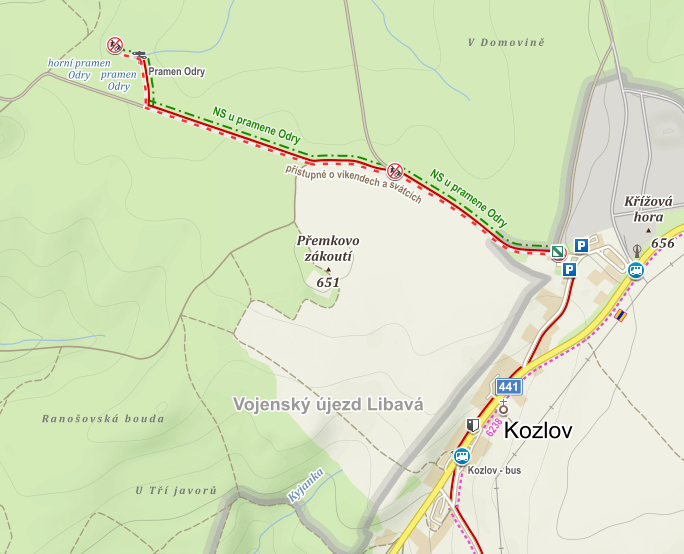 V Domovině
horní pramen
Odry
pramen
Odry
Pramen Odry
NS u pramene Odry
přístupné o víkendech a svátcích
NS u pramene Odry
Křížová
hora
656
P
P
Přemkovo
zákoutí
651
441
Vojenský újezd Libavá
6238
Kozlov
Ranošovská bouda
Kozlov - bus
U Tří javorů
Kyjanka